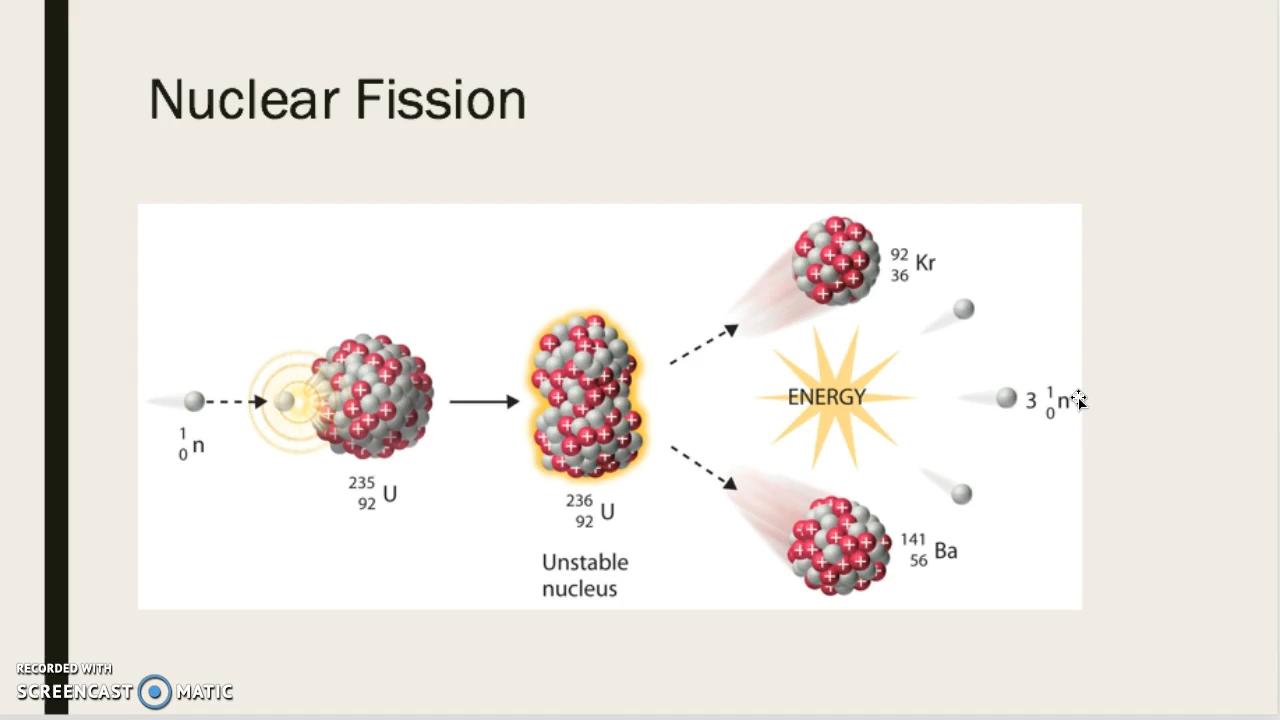 Nuclear Fission
1
0 n
235
92 U
236
92 U
Unstable
nucleus
92
36 Kr
ENERGY
3 1
0 n
141
56 Ba
RECORDED WITH
SCREENCAST MATIC